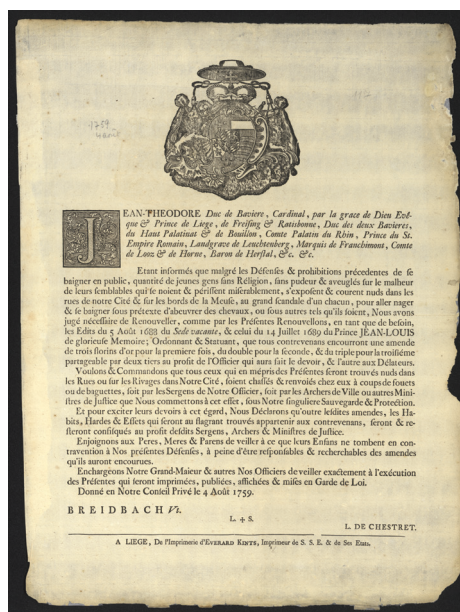 1759
4 août
JEAN-THEODORE Duc de Baviere, Cardinal, par la grace de Dieu Evê-
que & Prince de Liege, de Freising & Ratisbonne, Duc des deux Bavieres,
du Haut Palatinat & de Bouillon, Comte Palatin du Rhin, Prince du St.
Empire Romain, Landgrave de Leuchtenberg, Marquis de Franchimont, Comte
de Looz & de Horne, Baron de Herstal, &c. &c.
Etant informés que malgré les Défenses & prohibitions précedentes de se
baigner en public, quantité de jeunes gens sans Religion, sans pudeur & aveuglés sur le malheur
de leurs semblables qui se noient & périssent misérablement, s'exposent & courent nuds dans les
rues de notre Cité & sur les bords de la Meuse, au grand scandale d'un chacun, pour aller nager
& se baigner sous prétexte d'abeuvrer des chevaux, ou sous autres tels qu'ils soient, Nous avons
jugé nécessaire de Renouveller, comme par les Présentes Renouvellons, en tant que de besoin,
les Edits du 5 Août 1688 du Sede vacante, & celui du 14 Juillet 1689 du Prince JEAN-LOUIS
de glorieuse Memoire; Ordonnant & Statuant, que tous contrevenans encourront une amende
de trois florins d'or pour la premiere fois, du double pour la seconde, & du triple pour la troisiéme
partageable par deux tiers au profit de l'Officier qui aura fait le devoir, & l'autre aux Délateurs.
Voulons & Commandons que tous ceux qui en mépris des Présentes seront trouvés nuds dans
les Rues ou sur les Rivages dans Notre Cité, soient chassés & renvoiés chez eux à coups de fouets
ou de baguettes, soit par les Sergens de Notre Officier, soit par les Archers de Ville ou autres Mini-
stres de Justice que Nous commettons à cet effet, sous Notre singuliere Sauvegarde & Protection.
Et pour exciter leurs devoirs à cet égard, Nous Déclarons qu'outre lesdites amendes, les Ha-
bits, Hardes & Effets qui seront au flagrant trouvés appartenir aux contrevenans, seront & re-
steront confisqués au profit desdits Sergens, Archers & Ministres de Justice.
Enjoignons aux Peres, Meres & Parens de veiller à ce que leurs Enfans ne tombent en con-
travention à Nos présentes Défenses, à peine d'être responsables & recherchables des amendes
qu'ils auront encourues.
Enchargeons Notre Grand-Maieur & autres Nos Officiers de veiller exactement à l'exécution
des Présentes qui seront imprimées, publiées, affichées & mises en Garde de Loi.
Donné en Notre Conseil Privé le 4 Août 1759.
BREIDBACH Vt.
L. + S.
L. DE CHESTRET.
A LIEGE, De l'Imprimerie d'EVERARD KINTS, Imprimeur de S. S. E. & de Ses Etats.